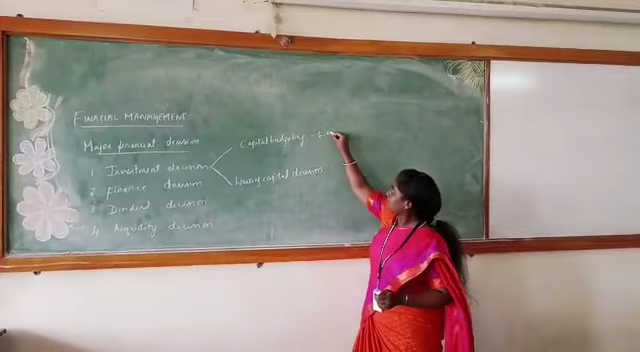 FINACIAL MANAGEMENT
Major financial decision
1 Investment decision
Capital budgeting -
working capital decision
2 Finance decision
3 Dividend decision
4 liquidity decision